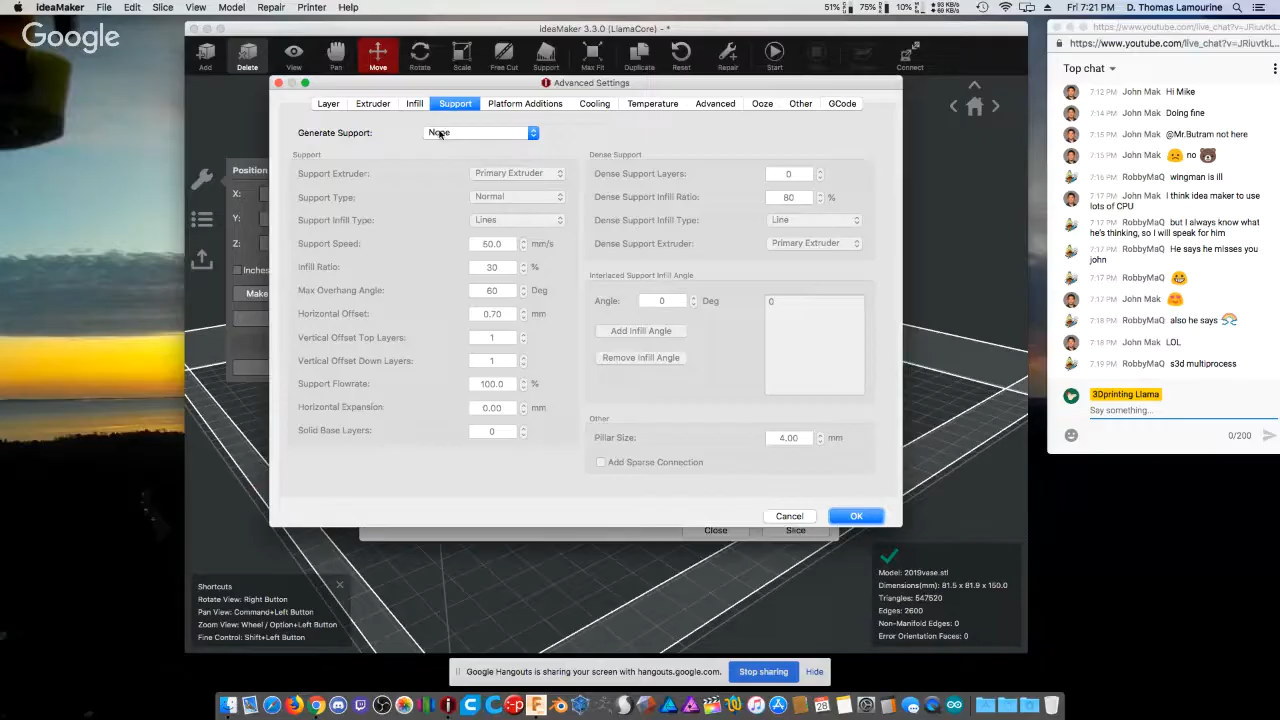 ideaMaker File Edit Slice View Model Repair Printer Help
51% 75% 10% 93 KB/s 69 KB/s Fri 7:21 PM D. Thomas Lamourine
Google
ideaMaker 3.3.0 (LlamaCore) - *
Add Delete View Pan Move Rotate Scale Free Cut Support Max Fit Duplicate Reset Start Repair Connect
Advanced Settings
Layer Extruder Infill Support Platform Additions Cooling Temperature Advanced Ooze Other GCode
Generate Support: None
Support
Support Extruder: Primary Extruder
Support Type: Normal
Support Infill Type: Lines
Support Speed: 50.0 mm/s
Infill Ratio: 30 %
Max Overhang Angle: 60 Deg
Horizontal Offset: 0.70 mm
Vertical Offset Top Layers: 1
Vertical Offset Down Layers: 1
Support Flowrate: 100.0 %
Horizontal Expansion: 0.00 mm
Solid Base Layers: 0
Dense Support
Dense Support Layers: 0
Dense Support Infill Ratio: 80 %
Dense Support Infill Type: Line
Dense Support Extruder: Primary Extruder
Interlaced Support Infill Angle
Angle: 0 Deg
0
Add Infill Angle
Remove Infill Angle
Other
Pillar Size: 4.00 mm
Add Sparse Connection
Cancel OK
Close Slice
Position
X:
Y:
Z:
Inches
Make
Shortcuts
Rotate View: Right Button
Pan View: Command+Left Button
Zoom View: Wheel / Option+Left Button
Fine Control: Shift+Left Button
Model: 2019vase.stl
Dimensions(mm): 81.5 x 81.9 x 150.0
Triangles: 547520
Edges: 2600
Non-Manifold Edges: 0
Error Orientation Faces: 0
Google Hangouts is sharing your screen with hangouts.google.com. Stop sharing Hide
https://www.youtube.com/live_chat?v=JRiuvtkL...
https://www.youtube.com/live_chat?v=JRiuvtk...
Top chat
7:12 PM John Mak Hi Mike
7:14 PM John Mak Doing fine
7:15 PM John Mak @Mr.Butram not here
7:15 PM John Mak no
7:16 PM RobbyMaQ wingman is ill
7:17 PM John Mak I think idea maker to use
lots of CPU
7:17 PM RobbyMaQ but I always know what
he's thinking, so I will speak for him
7:17 PM RobbyMaQ He says he misses you
john
7:17 PM RobbyMaQ
7:17 PM John Mak
7:18 PM RobbyMaQ also he says
7:18 PM John Mak LOL
7:19 PM RobbyMaQ s3d multiprocess
3Dprinting Llama
Say something...
0/200
28